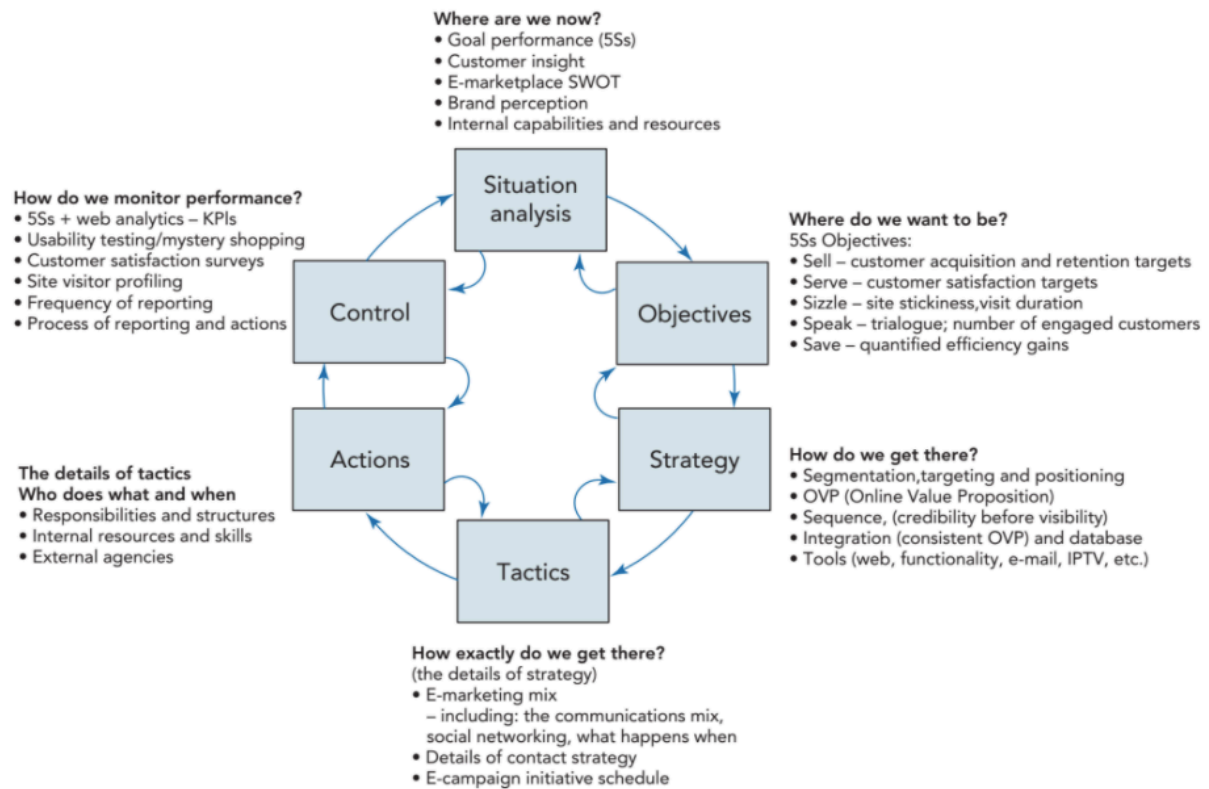 Where are we now?
• Goal performance (5Ss)
• Customer insight
• E-marketplace SWOT
• Brand perception
• Internal capabilities and resources
Situation
analysis
How do we monitor performance?
• 5Ss + web analytics – KPIs
• Usability testing/mystery shopping
• Customer satisfaction surveys
• Site visitor profiling
• Frequency of reporting
• Process of reporting and actions
Control
Where do we want to be?
5Ss Objectives:
• Sell – customer acquisition and retention targets
• Serve – customer satisfaction targets
• Sizzle – site stickiness,visit duration
• Speak – trialogue; number of engaged customers
• Save – quantified efficiency gains
Objectives
Actions
The details of tactics
Who does what and when
• Responsibilities and structures
• Internal resources and skills
• External agencies
Strategy
How do we get there?
• Segmentation,targeting and positioning
• OVP (Online Value Proposition)
• Sequence, (credibility before visibility)
• Integration (consistent OVP) and database
• Tools (web, functionality, e-mail, IPTV, etc.)
Tactics
How exactly do we get there?
(the details of strategy)
• E-marketing mix
– including: the communications mix,
social networking, what happens when
• Details of contact strategy
• E-campaign initiative schedule